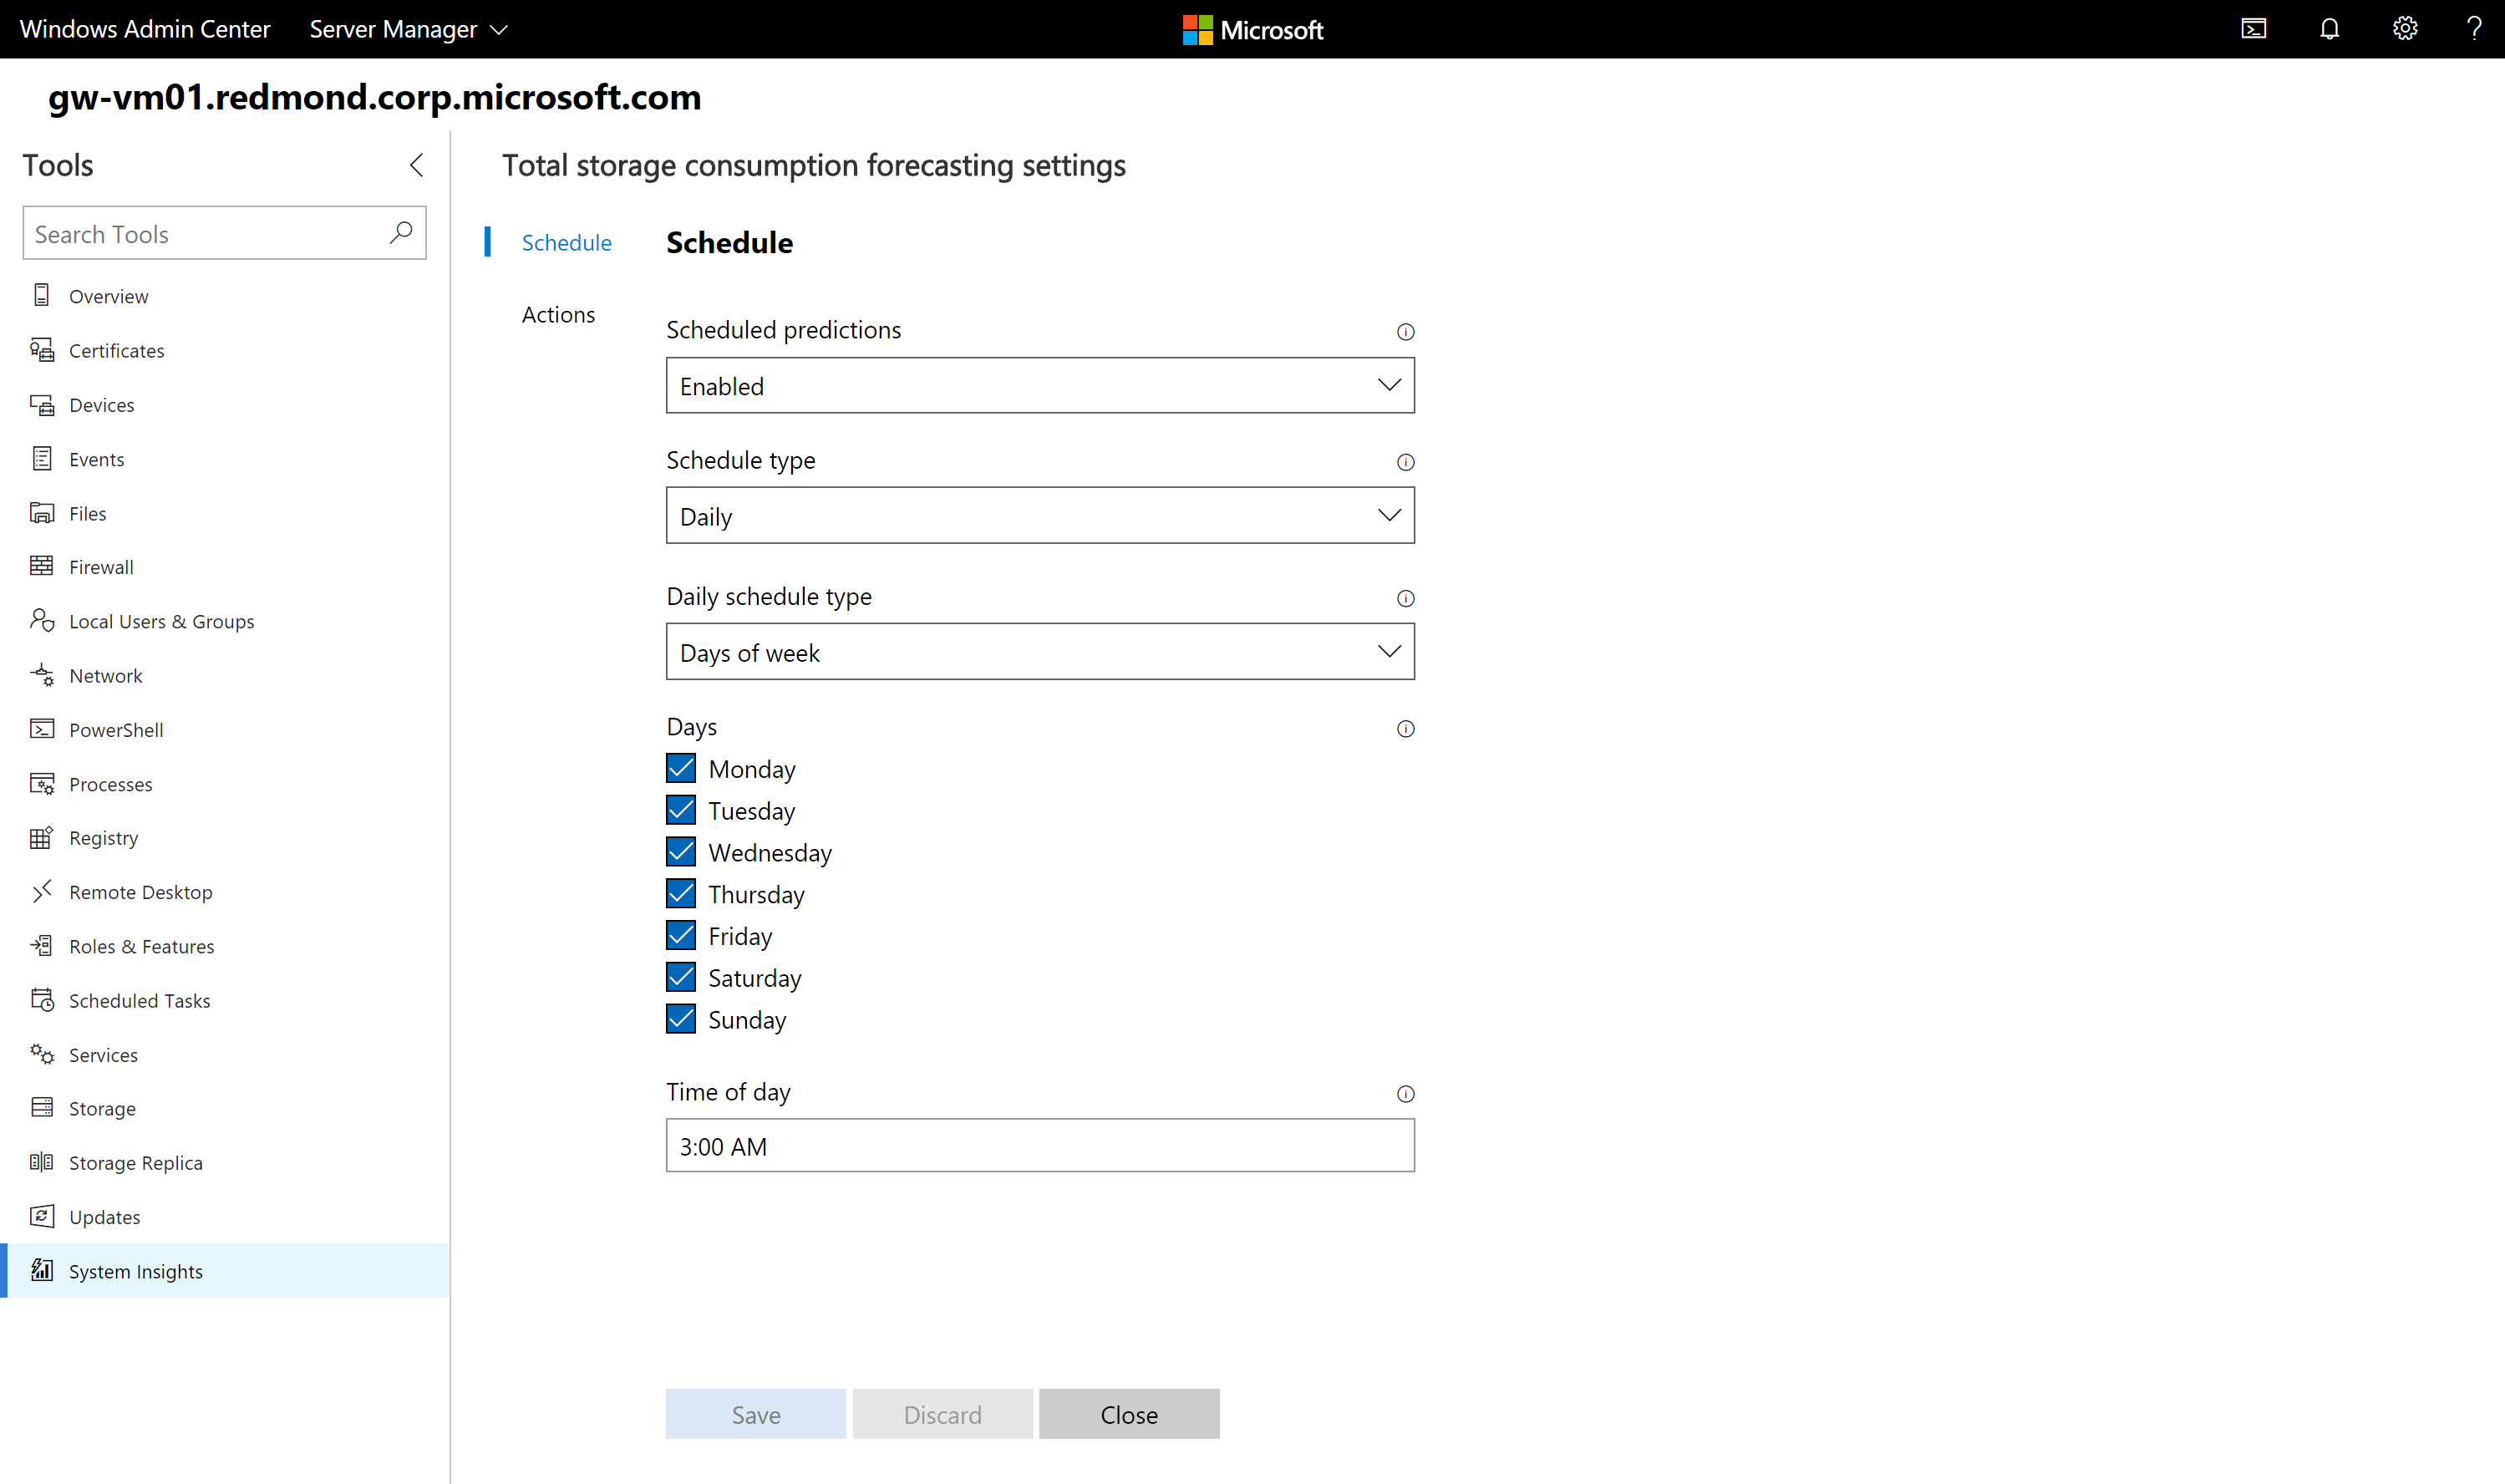 Windows Admin Center Server Manager Microsoft ?
gw-vm01.redmond.corp.microsoft.com
Tools
Search Tools
Overview
Certificates
Devices
Events
Files
Firewall
Local Users & Groups
Network
PowerShell
Processes
Registry
Remote Desktop
Roles & Features
Scheduled Tasks
Services
Storage
Storage Replica
Updates
System Insights
Total storage consumption forecasting settings
Schedule
Actions
Schedule
Scheduled predictions
Enabled
Schedule type
Daily
Daily schedule type
Days of week
Days
Monday
Tuesday
Wednesday
Thursday
Friday
Saturday
Sunday
Time of day
3:00 AM
Save Discard Close